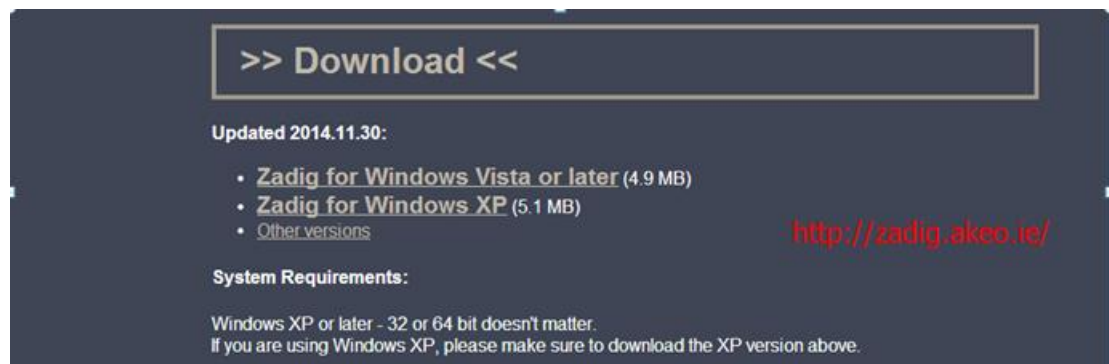 >> Download <<
Updated 2014.11.30:
• Zadig for Windows Vista or later (4.9 MB)
• Zadig for Windows XP (5.1 MB)
• Other versions
http://zadig.akeo.ie/
System Requirements:
Windows XP or later - 32 or 64 bit doesn't matter.
If you are using Windows XP, please make sure to download the XP version above.